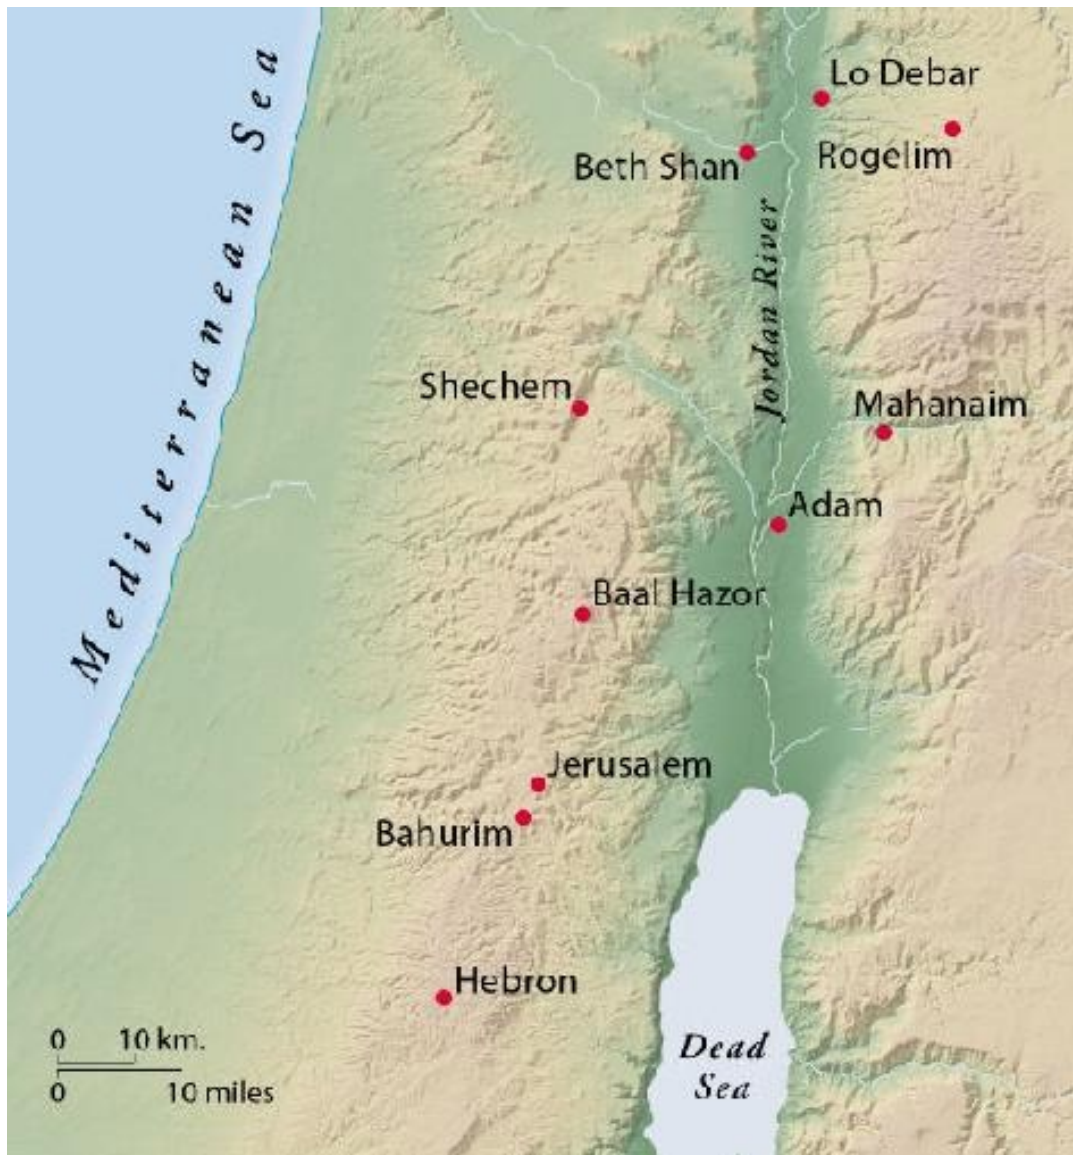 Mediterranean Sea
Lo Debar
Rogelim
Beth Shan
Jordan River
Shechem
Mahanaim
Adam
Baal Hazor
Jerusalem
Bahurim
Hebron
0 10 km.
0 10 miles
Dead
Sea